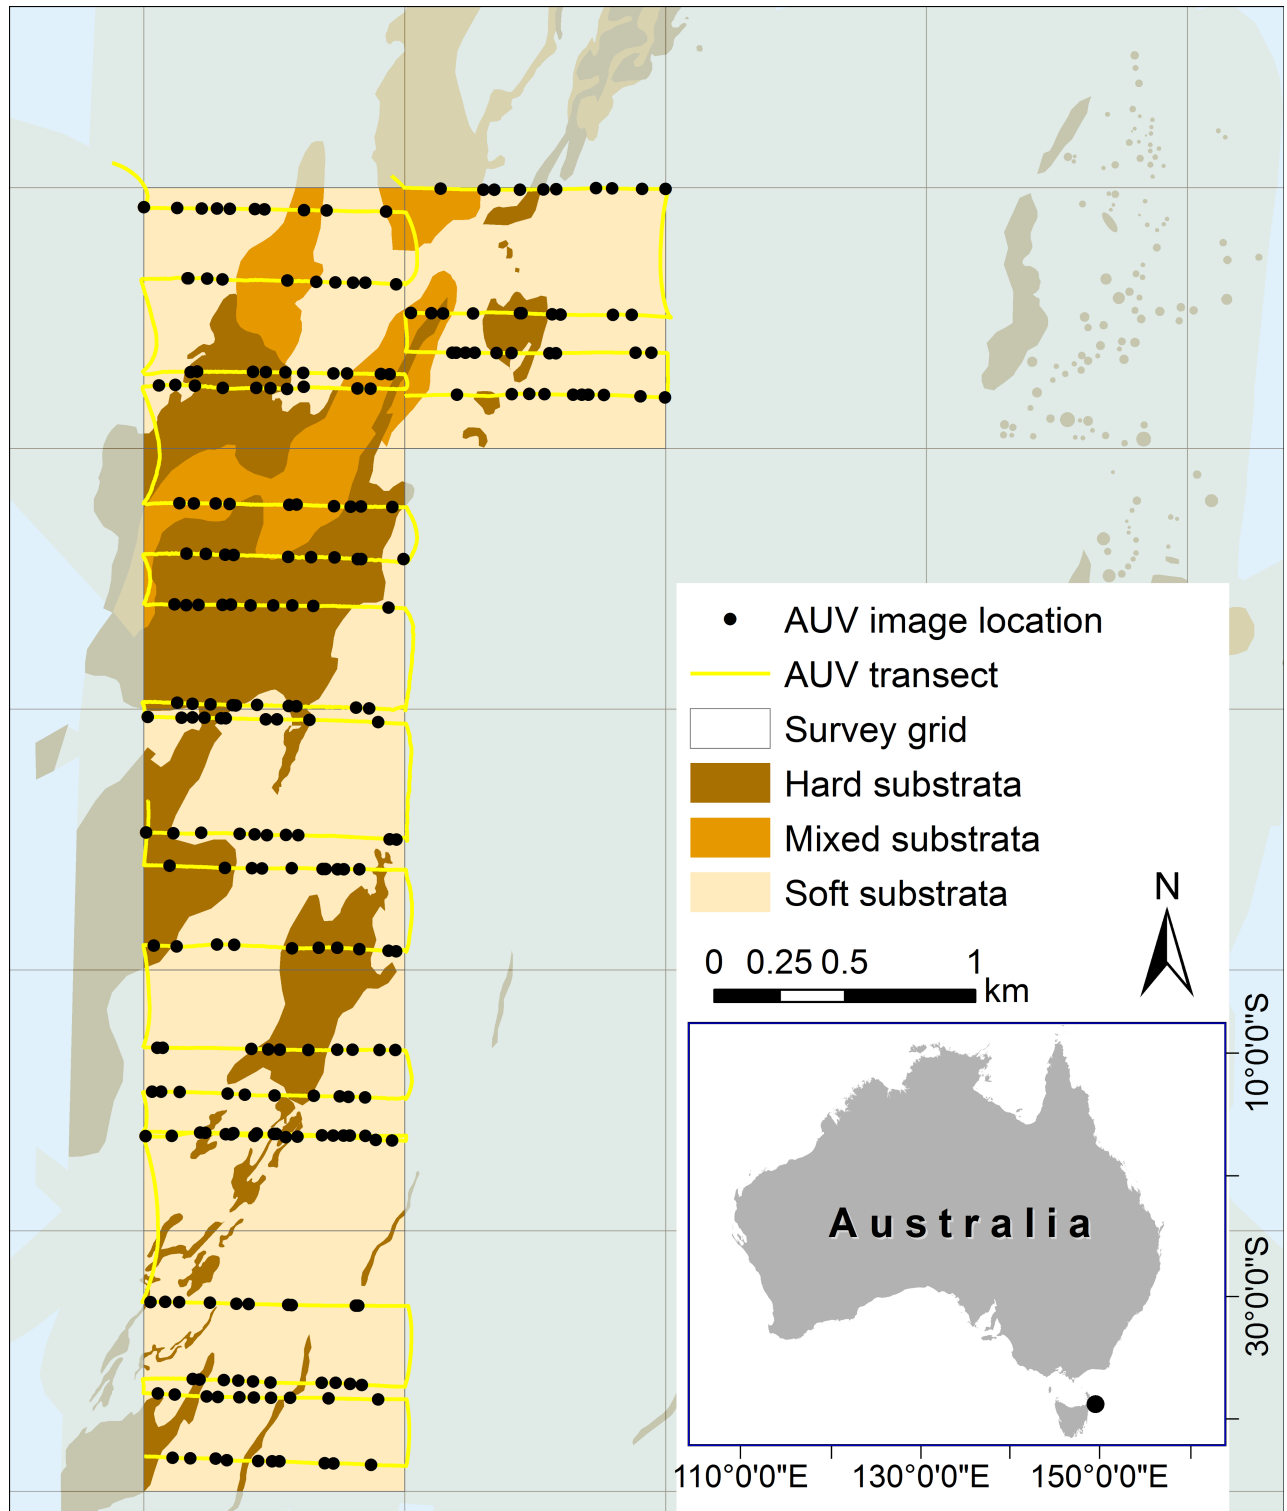 AUV image location
AUV transect
Survey grid
Hard substrata
Mixed substrata
Soft substrata
N
0 0.25 0.5 1
km
Australia
10°0'0"S
30°0'0"S
110°0'0"E 130°0'0"E 150°0'0"E